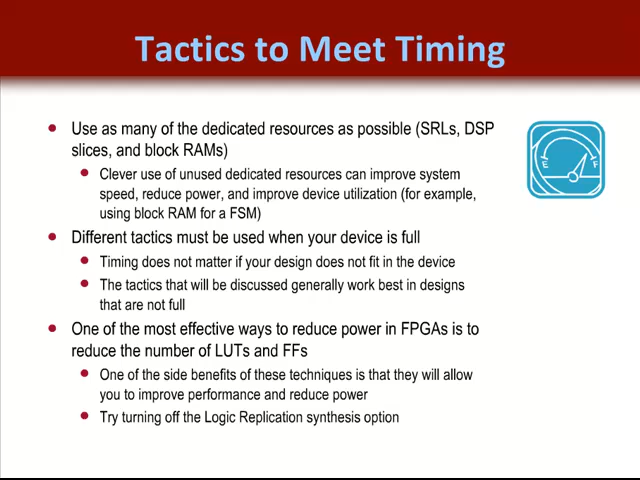 Tactics to Meet Timing
• Use as many of the dedicated resources as possible (SRLs, DSP
slices, and block RAMs)
• Clever use of unused dedicated resources can improve system
speed, reduce power, and improve device utilization (for example,
using block RAM for a FSM)
• Different tactics must be used when your device is full
• Timing does not matter if your design does not fit in the device
• The tactics that will be discussed generally work best in designs
that are not full
• One of the most effective ways to reduce power in FPGAs is to
reduce the number of LUTs and FFs
• One of the side benefits of these techniques is that they will allow
you to improve performance and reduce power
• Try turning off the Logic Replication synthesis option
E F